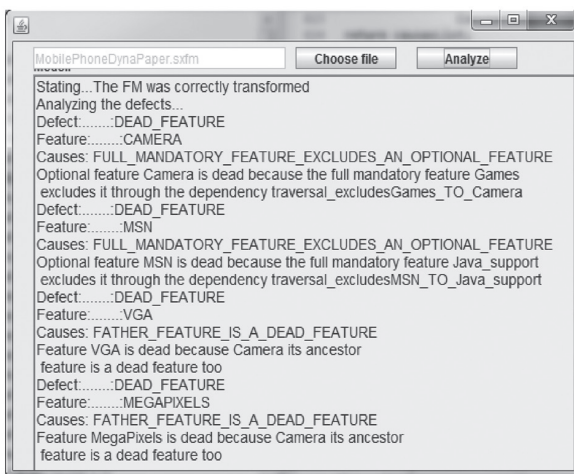 MobilePhoneDynaPaper.sxfm Choose file Analyze
Stating...The FM was correctly transformed
Analyzing the defects...
Defect:.......:DEAD_FEATURE
Feature:.......:CAMERA
Causes: FULL_MANDATORY_FEATURE_EXCLUDES_AN_OPTIONAL_FEATURE
Optional feature Camera is dead because the full mandatory feature Games
excludes it through the dependency traversal_excludesGames_TO_Camera
Defect:.......:DEAD_FEATURE
Feature:.......:MSN
Causes: FULL_MANDATORY_FEATURE_EXCLUDES_AN_OPTIONAL_FEATURE
Optional feature MSN is dead because the full mandatory feature Java_support
excludes it through the dependency traversal_excludesMSN_TO_Java_support
Defect:.......:DEAD_FEATURE
Feature:.......:VGA
Causes: FATHER_FEATURE_IS_A_DEAD_FEATURE
Feature VGA is dead because Camera its ancestor
feature is a dead feature too
Defect:.......:DEAD_FEATURE
Feature:.......:MEGAPIXELS
Causes: FATHER_FEATURE_IS_A_DEAD_FEATURE
Feature MegaPixels is dead because Camera its ancestor
feature is a dead feature too